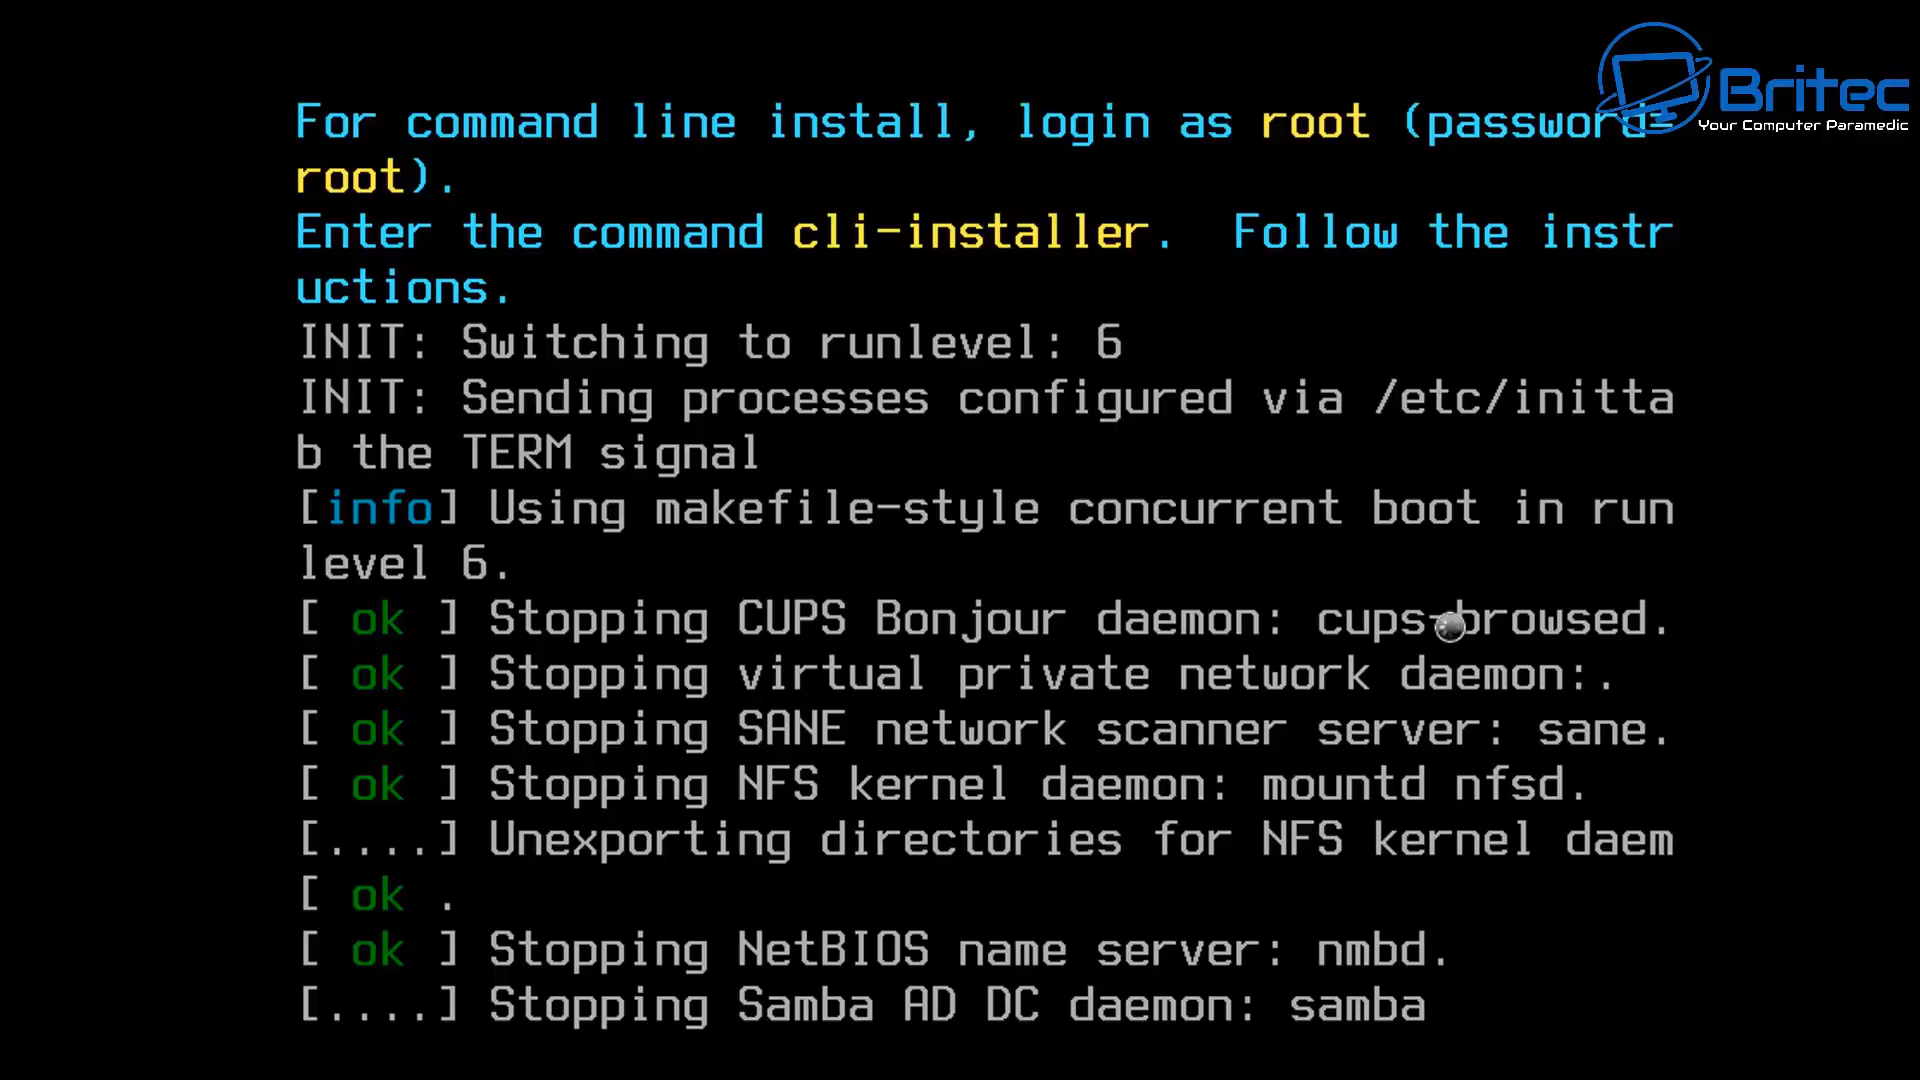 Britec
Your Computer Paramedic
For command line install, login as root (password=
root).
Enter the command cli-installer.  Follow the instr
uctions.
INIT: Switching to runlevel: 6
INIT: Sending processes configured via /etc/initta
b the TERM signal
[info] Using makefile-style concurrent boot in run
level 6.
[ ok ] Stopping CUPS Bonjour daemon: cups-browsed.
[ ok ] Stopping virtual private network daemon:.
[ ok ] Stopping SANE network scanner server: sane.
[ ok ] Stopping NFS kernel daemon: mountd nfsd.
[....] Unexporting directories for NFS kernel daem
[ ok .
[ ok ] Stopping NetBIOS name server: nmbd.
[....] Stopping Samba AD DC daemon: samba